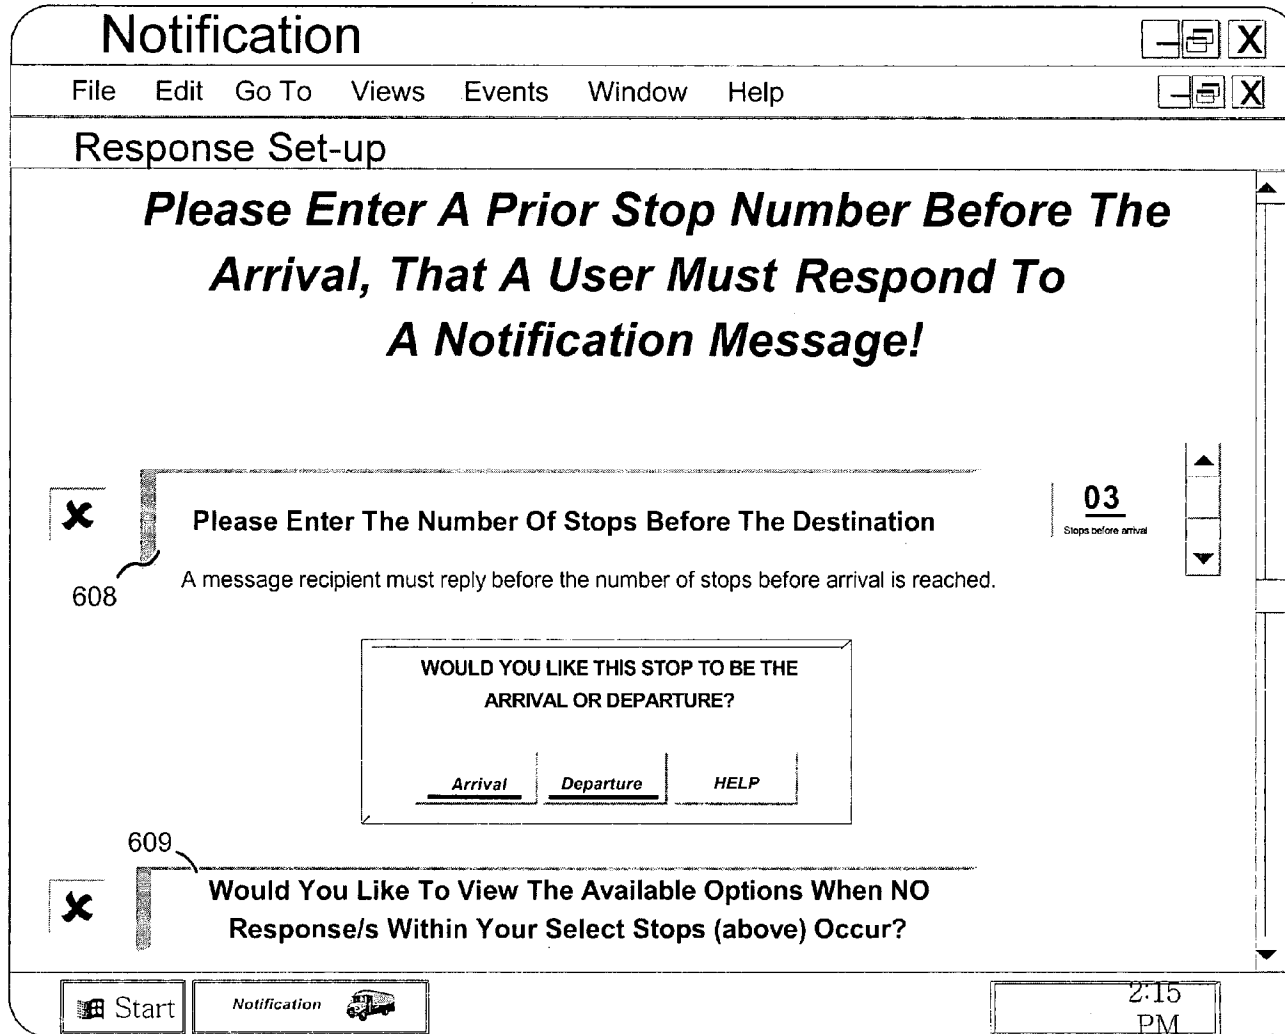 Notification
File Edit Go To Views Events Window Help
Response Set-up
Please Enter A Prior Stop Number Before The
Arrival, That A User Must Respond To
A Notification Message!
Please Enter The Number Of Stops Before The Destination
03
Stops before arrival
608
A message recipient must reply before the number of stops before arrival is reached.
WOULD YOU LIKE THIS STOP TO BE THE
ARRIVAL OR DEPARTURE?
Arrival Departure HELP
609
Would You Like To View The Available Options When NO
Response/s Within Your Select Stops (above) Occur?
Start Notification 2:15
PM